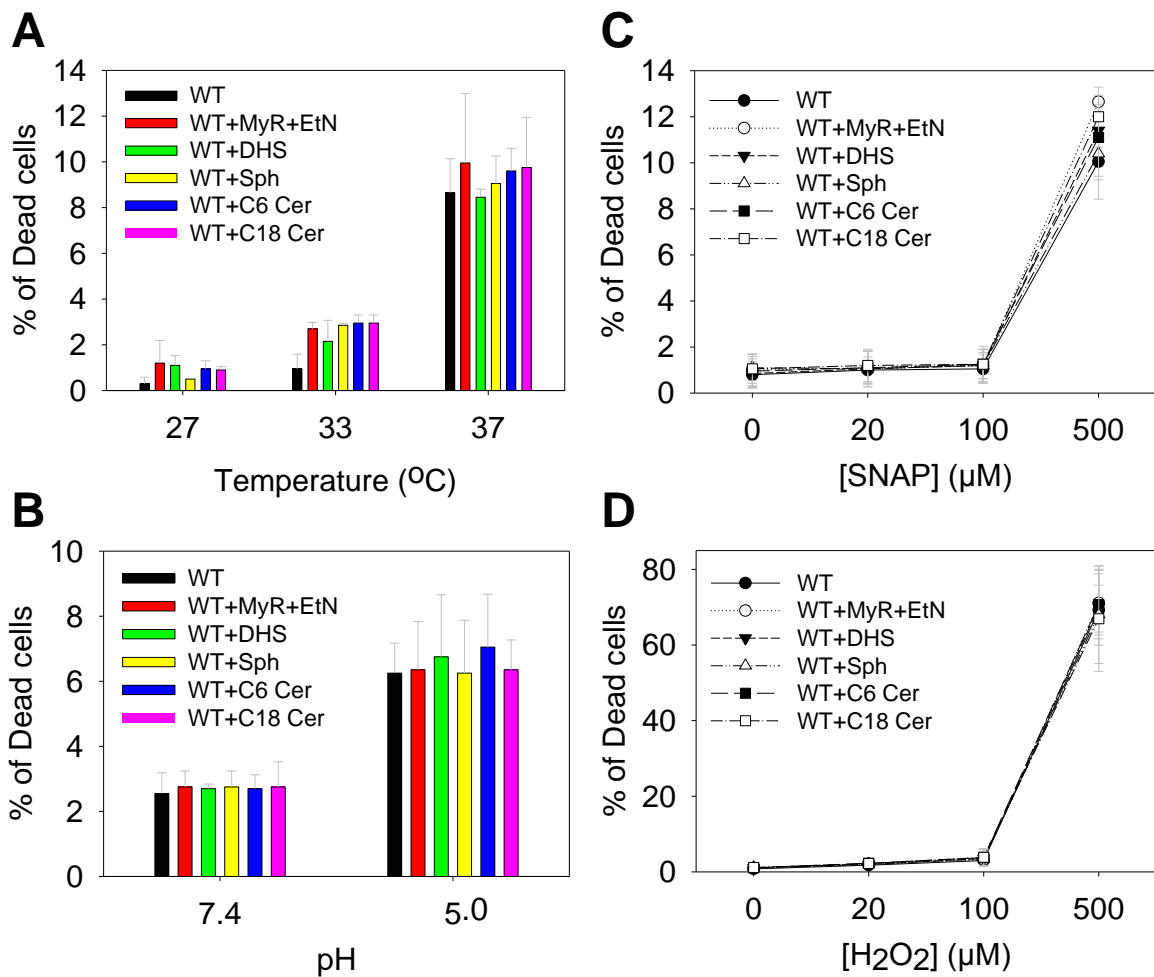 A
% of Dead cells
14
12
10
8
6
4
2
0
WT
WT+MyR+EtN
WT+DHS
WT+Sph
WT+C6 Cer
WT+C18 Cer
27 33 37
Temperature (ºC)
B
% of Dead cells
10
8
6
4
2
0
WT
WT+MyR+EtN
WT+DHS
WT+Sph
WT+C6 Cer
WT+C18 Cer
7.4 5.0
pH
C
% of Dead cells
14
12
10
8
6
4
2
0
WT
WT+MyR+EtN
WT+DHS
WT+Sph
WT+C6 Cer
WT+C18 Cer
0 20 100 500
[SNAP] (µM)
D
% of Dead cells
80
60
40
20
0
WT
WT+MyR+EtN
WT+DHS
WT+Sph
WT+C6 Cer
WT+C18 Cer
0 20 100 500
[H2O2] (µM)